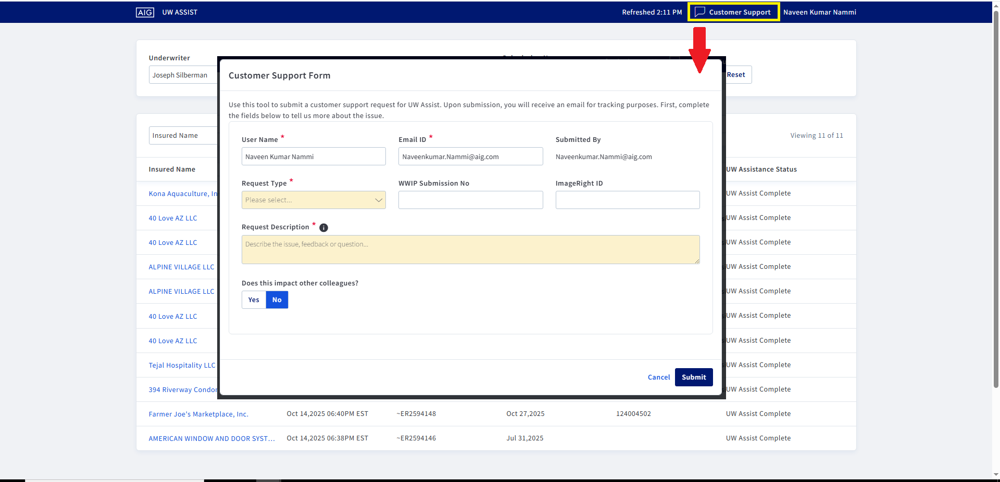 AIG UW ASSIST Refreshed 2:11 PM Customer Support Naveen Kumar Nammi
Underwriter
Joseph Silberman
Reset
Customer Support Form
Use this tool to submit a customer support request for UW Assist. Upon submission, you will receive an email for tracking purposes. First, complete
the fields below to tell us more about the issue.
User Name * Email ID * Submitted By
Naveen Kumar Nammi Naveenkumar.Nammi@aig.com Naveenkumar.Nammi@aig.com
Request Type * WWIP Submission No ImageRight ID
Please select...
Request Description *
Describe the issue, feedback or question...
Does this impact other colleagues?
Yes No
Cancel Submit
Insured Name
Viewing 11 of 11
Insured Name UW Assistance Status
Kona Aquaculture, In UW Assist Complete
40 Love AZ LLC UW Assist Complete
40 Love AZ LLC UW Assist Complete
ALPINE VILLAGE LLC UW Assist Complete
ALPINE VILLAGE LLC UW Assist Complete
40 Love AZ LLC UW Assist Complete
40 Love AZ LLC UW Assist Complete
Tejal Hospitality LLC UW Assist Complete
394 Riverway Condor UW Assist Complete
Farmer Joe's Marketplace, Inc. Oct 14,2025 06:40PM EST ~ER2594148 Oct 27,2025 124004502 UW Assist Complete
AMERICAN WINDOW AND DOOR SYST... Oct 14,2025 06:38PM EST ~ER2594146 Jul 31,2025 UW Assist Complete